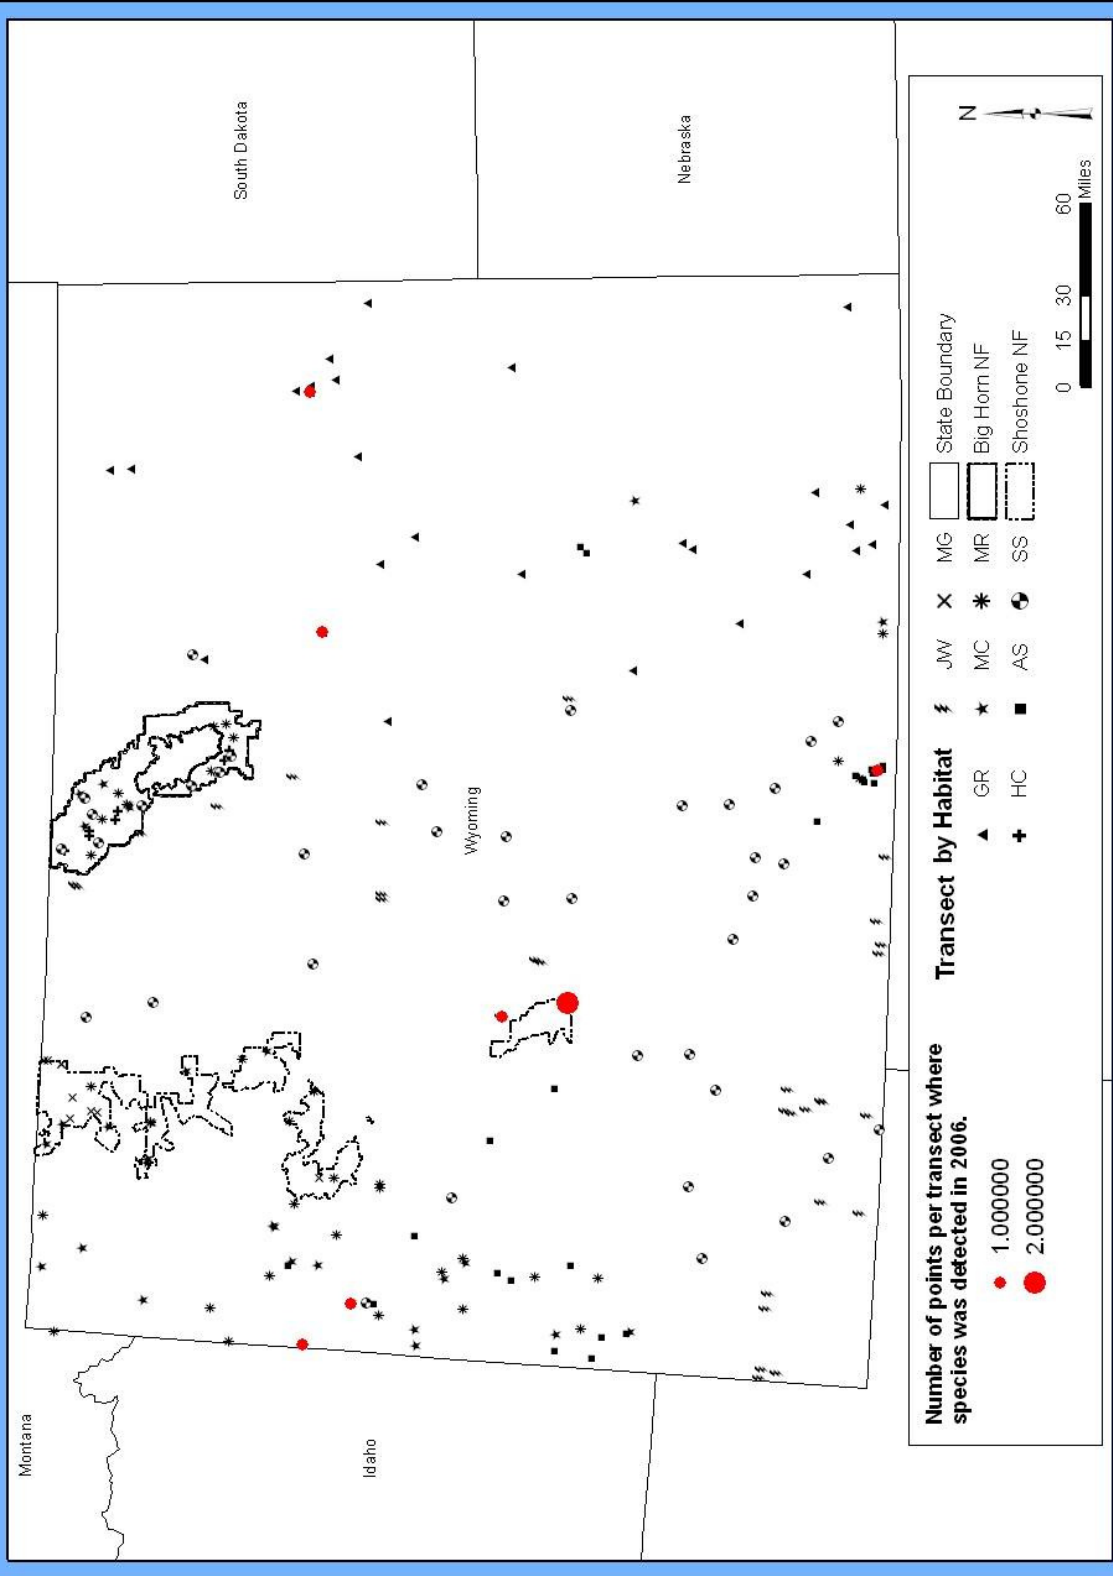 Montana
South Dakota
Idaho
Wyoming
Nebraska
Number of points per transect where
species was detected in 2006.
1.000000
2.000000
Transect by Habitat
GR
HC
JW
MC
AS
MG
MR
SS
State Boundary
Big Horn NF
Shoshone NF
N
0 15 30 60
Miles